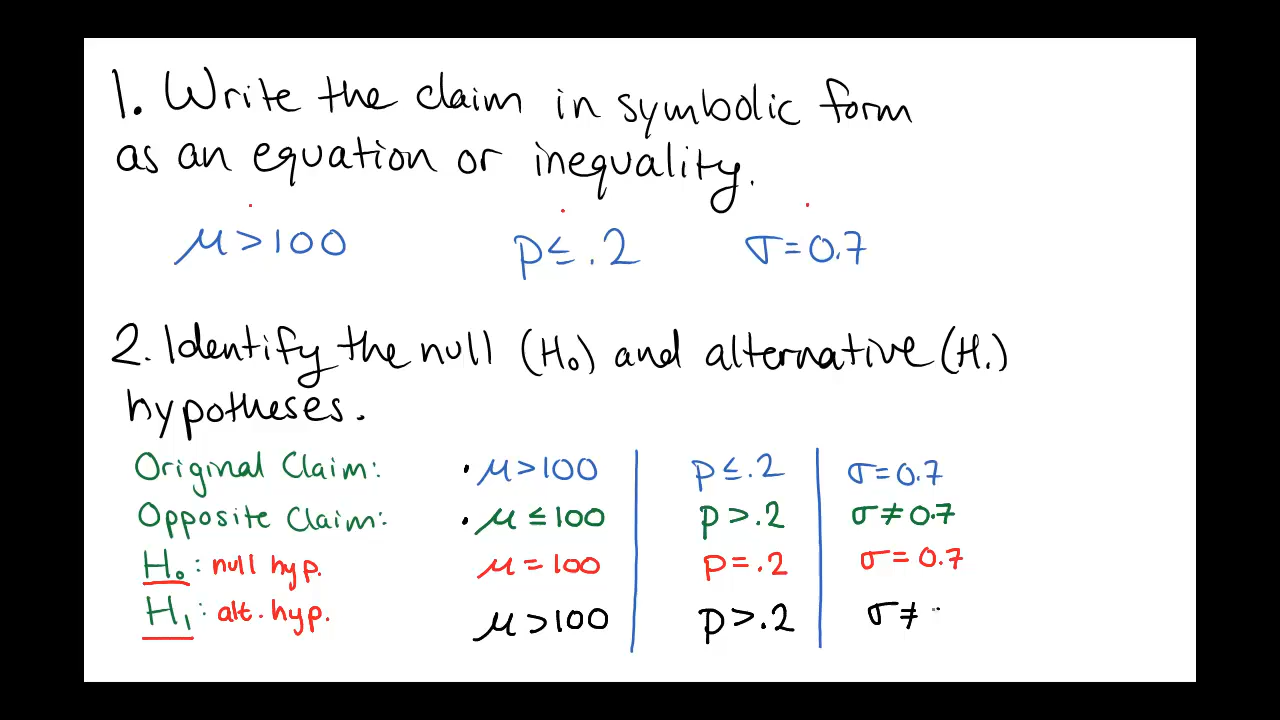 1. Write the claim in symbolic form
as an equation or inequality.
μ > 100 p ≤ .2 σ = 0.7
2. Identify the null (H₀) and alternative (H₁)
hypotheses.
Original Claim: • μ > 100 p ≤ .2 σ = 0.7
Opposite Claim: • μ ≤ 100 p > .2 σ ≠ 0.7
H₀ : null hyp. μ = 100 p = .2 σ = 0.7
H₁ : alt. hyp. μ > 100 p > .2 σ ≠